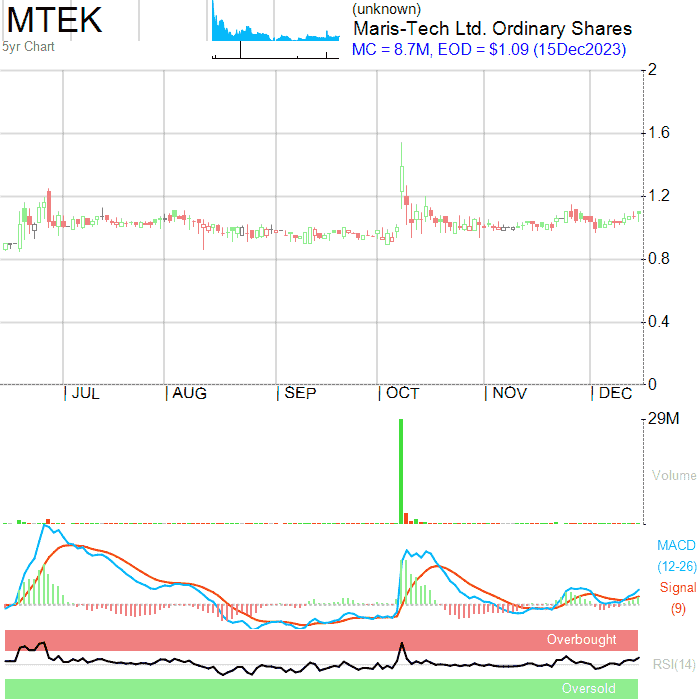 MTEK
5yr Chart
(unknown)
Maris-Tech Ltd. Ordinary Shares
MC = 8.7M, EOD = $1.09 (15Dec2023)
2
1.6
1.2
0.8
0.4
0
JUL AUG SEP OCT NOV DEC
29M
Volume
MACD
(12-26)
Signal
(9)
Overbought
RSI(14)
Oversold